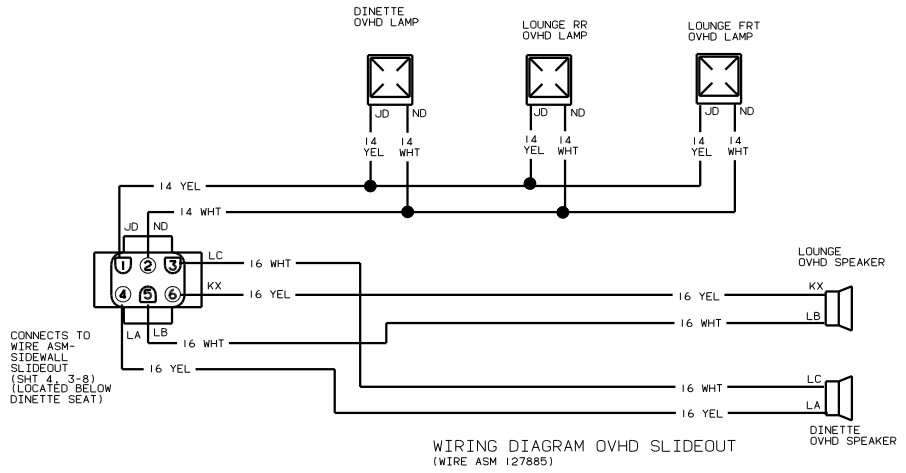 DINETTE
OVHD LAMP
LOUNGE RR
OVHD LAMP
LOUNGE FRT
OVHD LAMP
JD ND
JD ND
JD ND
14 YEL
14 WHT
14 YEL
14 WHT
14 YEL
14 WHT
14 YEL
14 WHT
JD ND
1 2 3
4 5 6
LC
16 WHT
KX
16 YEL
LA LB
16 WHT
16 YEL
LOUNGE
OVHD SPEAKER
16 YEL
KX
16 WHT
LB
16 WHT
LC
16 YEL
LA
DINETTE
OVHD SPEAKER
CONNECTS TO
WIRE ASM-
SIDEWALL
SLIDEOUT
(SHT 4, 3-8)
(LOCATED BELOW
DINETTE SEAT)
WIRING DIAGRAM OVHD SLIDEOUT
(WIRE ASM 127885)